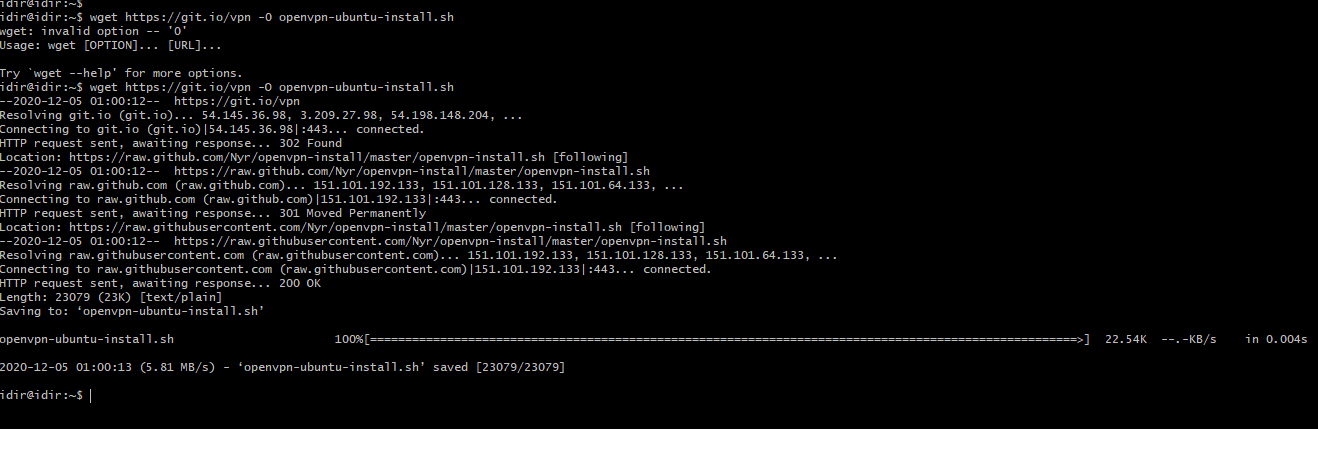 idir@idir:~$
idir@idir:~$ wget https://git.io/vpn -0 openvpn-ubuntu-install.sh
wget: invalid option -- '0'
Usage: wget [OPTION]... [URL]...
Try `wget --help' for more options.
idir@idir:~$ wget https://git.io/vpn -O openvpn-ubuntu-install.sh
--2020-12-05 01:00:12--  https://git.io/vpn
Resolving git.io (git.io)... 54.145.36.98, 3.209.27.98, 54.198.148.204, ...
Connecting to git.io (git.io)|54.145.36.98|:443... connected.
HTTP request sent, awaiting response... 302 Found
Location: https://raw.github.com/Nyr/openvpn-install/master/openvpn-install.sh [following]
--2020-12-05 01:00:12--  https://raw.github.com/Nyr/openvpn-install/master/openvpn-install.sh
Resolving raw.github.com (raw.github.com)... 151.101.192.133, 151.101.128.133, 151.101.64.133, ...
Connecting to raw.github.com (raw.github.com)|151.101.192.133|:443... connected.
HTTP request sent, awaiting response... 301 Moved Permanently
Location: https://raw.githubusercontent.com/Nyr/openvpn-install/master/openvpn-install.sh [following]
--2020-12-05 01:00:12--  https://raw.githubusercontent.com/Nyr/openvpn-install/master/openvpn-install.sh
Resolving raw.githubusercontent.com (raw.githubusercontent.com)... 151.101.192.133, 151.101.128.133, 151.101.64.133, ...
Connecting to raw.githubusercontent.com (raw.githubusercontent.com)|151.101.192.133|:443... connected.
HTTP request sent, awaiting response... 200 OK
Length: 23079 (23K) [text/plain]
Saving to: ‘openvpn-ubuntu-install.sh’
openvpn-ubuntu-install.sh 100%[=====================================================================================================>] 22.54K --.-KB/s in 0.004s
2020-12-05 01:00:13 (5.81 MB/s) - ‘openvpn-ubuntu-install.sh’ saved [23079/23079]
idir@idir:~$